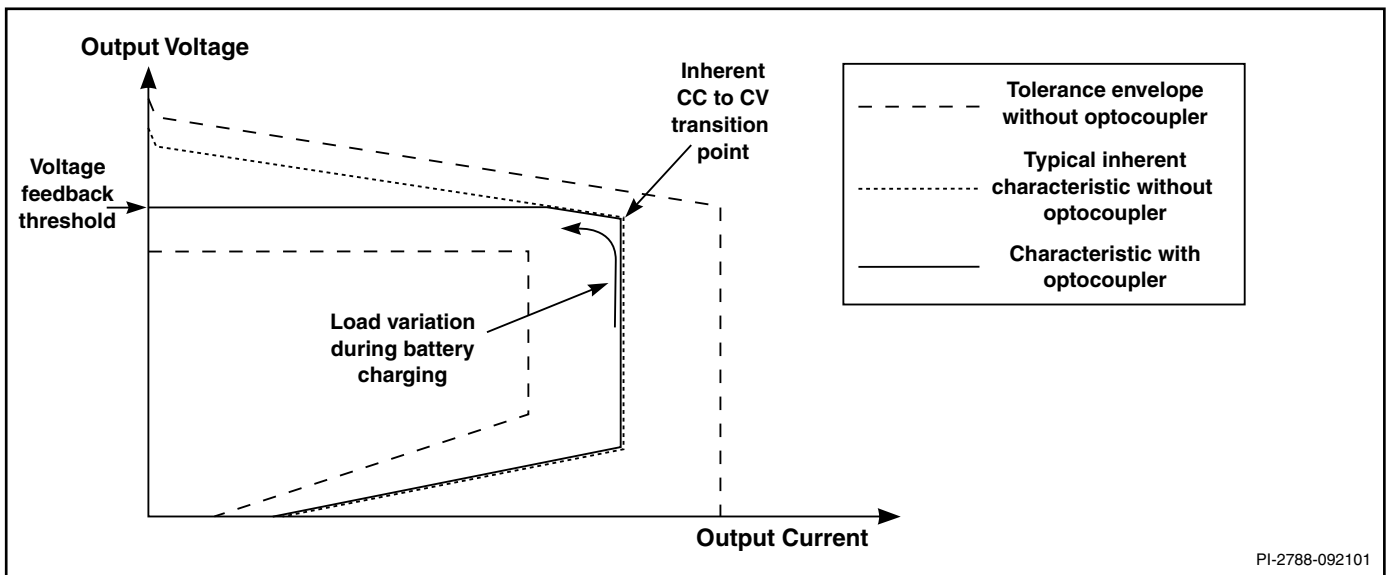 Output Voltage
Inherent
CC to CV
transition
point
Tolerance envelope
without optocoupler
Voltage
feedback
threshold
Typical inherent
characteristic without
optocoupler
Characteristic with
optocoupler
Load variation
during battery
charging
Output Current
PI-2788-092101